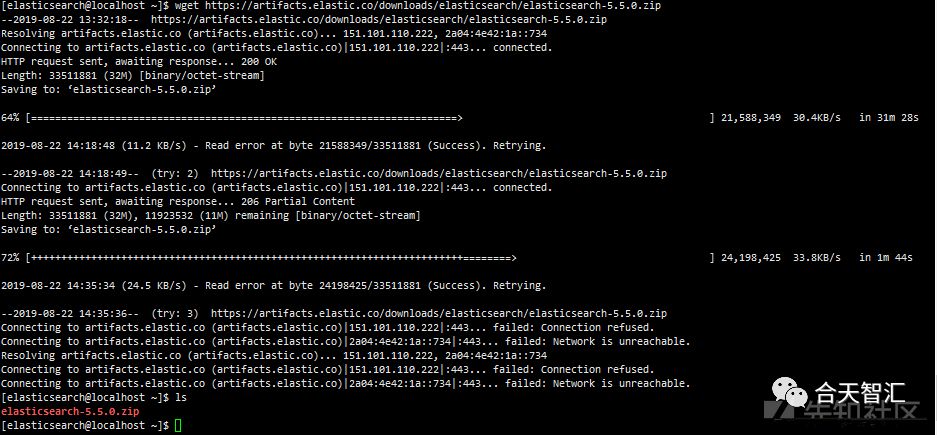 [elasticsearch@localhost ~]$ wget https://artifacts.elastic.co/downloads/elasticsearch/elasticsearch-5.5.0.zip
--2019-08-22 13:32:18--  https://artifacts.elastic.co/downloads/elasticsearch/elasticsearch-5.5.0.zip
Resolving artifacts.elastic.co (artifacts.elastic.co)... 151.101.110.222, 2a04:4e42:1a::734
Connecting to artifacts.elastic.co (artifacts.elastic.co)|151.101.110.222|:443... connected.
HTTP request sent, awaiting response... 200 OK
Length: 33511881 (32M) [binary/octet-stream]
Saving to: ‘elasticsearch-5.5.0.zip’
64% [=======================================================================>                                         ] 21,588,349  30.4KB/s   in 31m 28s
2019-08-22 14:18:48 (11.2 KB/s) - Read error at byte 21588349/33511881 (Success). Retrying.
--2019-08-22 14:18:49--  (try: 2)  https://artifacts.elastic.co/downloads/elasticsearch/elasticsearch-5.5.0.zip
Connecting to artifacts.elastic.co (artifacts.elastic.co)|151.101.110.222|:443... connected.
HTTP request sent, awaiting response... 206 Partial Content
Length: 33511881 (32M), 11923532 (11M) remaining [binary/octet-stream]
Saving to: ‘elasticsearch-5.5.0.zip’
72% [++++++++++++++++++++++++++++++++++++++++++++++++++++++++++++++++++++++++========>                                ] 24,198,425  33.8KB/s   in 1m 44s
2019-08-22 14:35:34 (24.5 KB/s) - Read error at byte 24198425/33511881 (Success). Retrying.
--2019-08-22 14:35:36--  (try: 3)  https://artifacts.elastic.co/downloads/elasticsearch/elasticsearch-5.5.0.zip
Connecting to artifacts.elastic.co (artifacts.elastic.co)|151.101.110.222|:443... failed: Connection refused.
Connecting to artifacts.elastic.co (artifacts.elastic.co)|2a04:4e42:1a::734|:443... failed: Network is unreachable.
Resolving artifacts.elastic.co (artifacts.elastic.co)... 151.101.110.222, 2a04:4e42:1a::734
Connecting to artifacts.elastic.co (artifacts.elastic.co)|151.101.110.222|:443... failed: Connection refused.
Connecting to artifacts.elastic.co (artifacts.elastic.co)|2a04:4e42:1a::734|:443... failed: Network is unreachable.
[elasticsearch@localhost ~]$ ls
elasticsearch-5.5.0.zip
[elasticsearch@localhost ~]$
合天智汇
先知社区